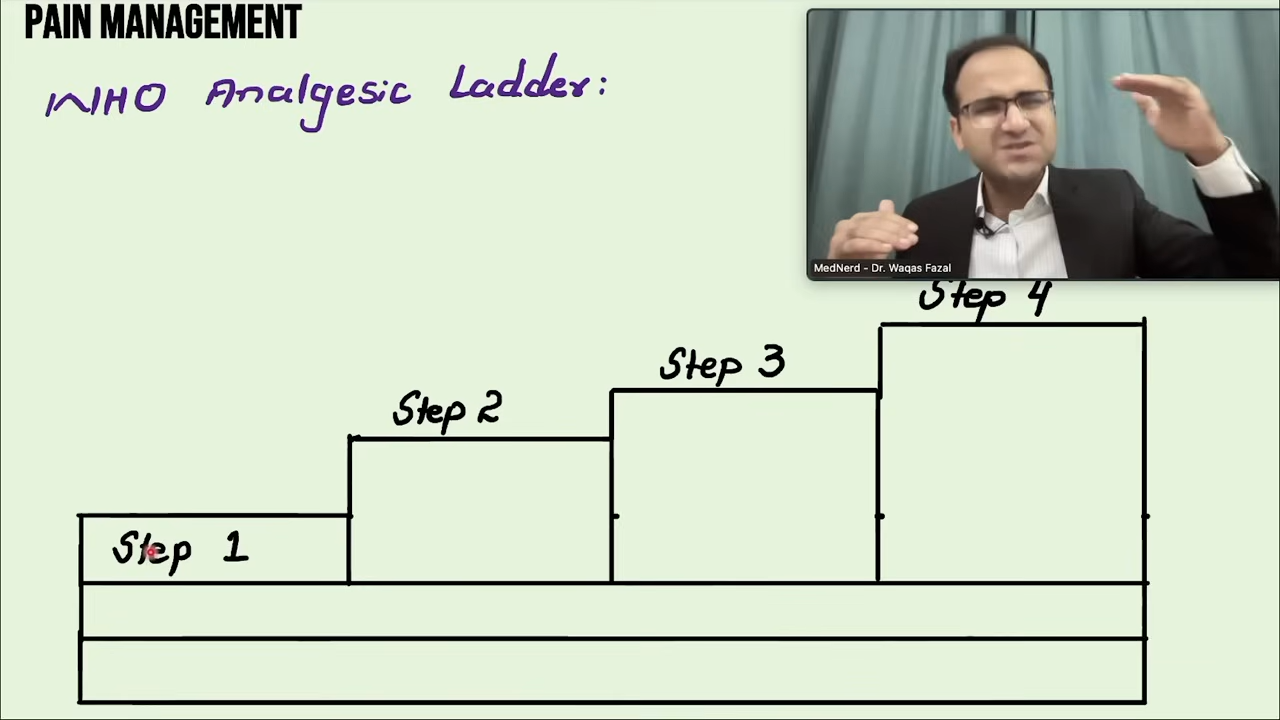 PAIN MANAGEMENT
WHO Analgesic Ladder:
MedNerd - Dr. Waqas Fazal
Step 4
Step 3
Step 2
Step 1